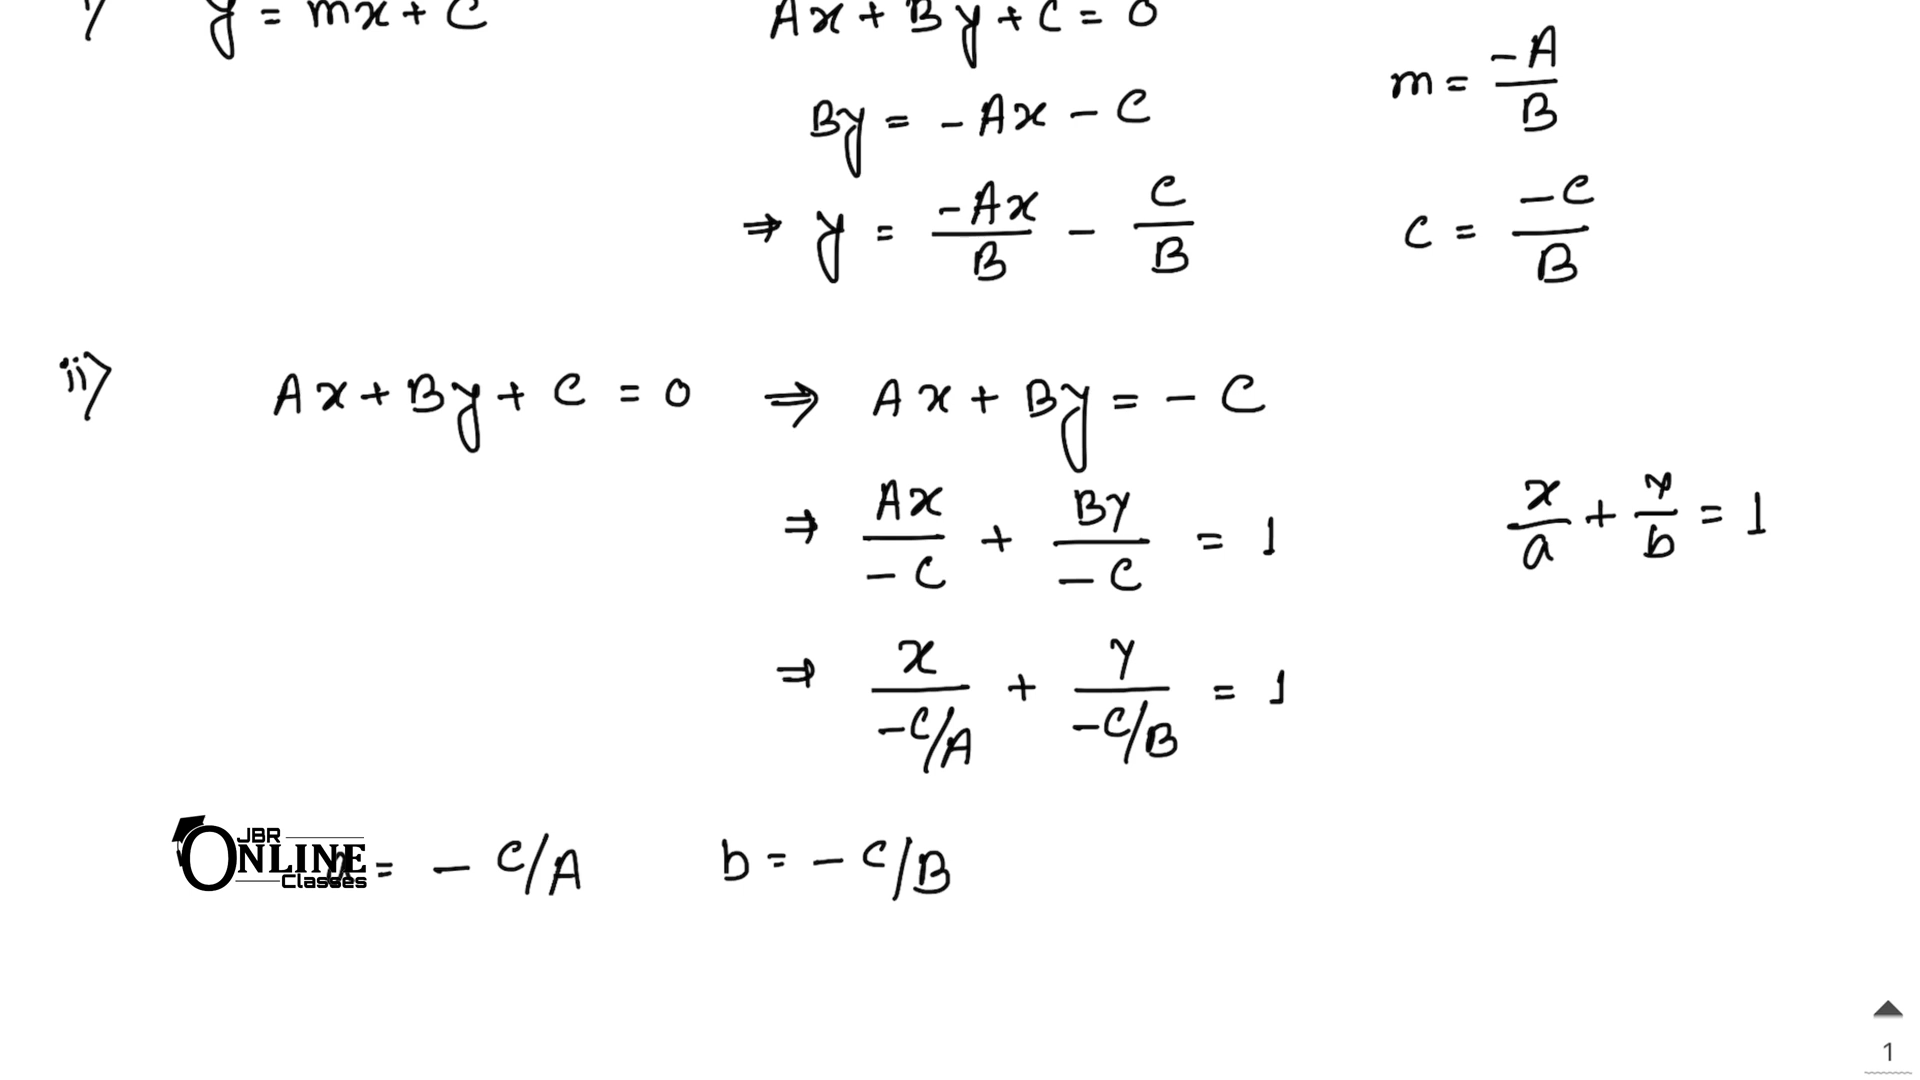 i) y = mx + C    Ax + By + C = 0
m = -A/B
By = -Ax - C
⇒ y = -Ax/B - C/B    c = -C/B
ii) Ax + By + C = 0 ⇒ Ax + By = - C
⇒ Ax/-C + By/-C = 1    x/a + y/b = 1
⇒ x/-C/A + y/-C/B = 1
JBR
ONLINE
Classes
a = - C/A    b = - C/B
1